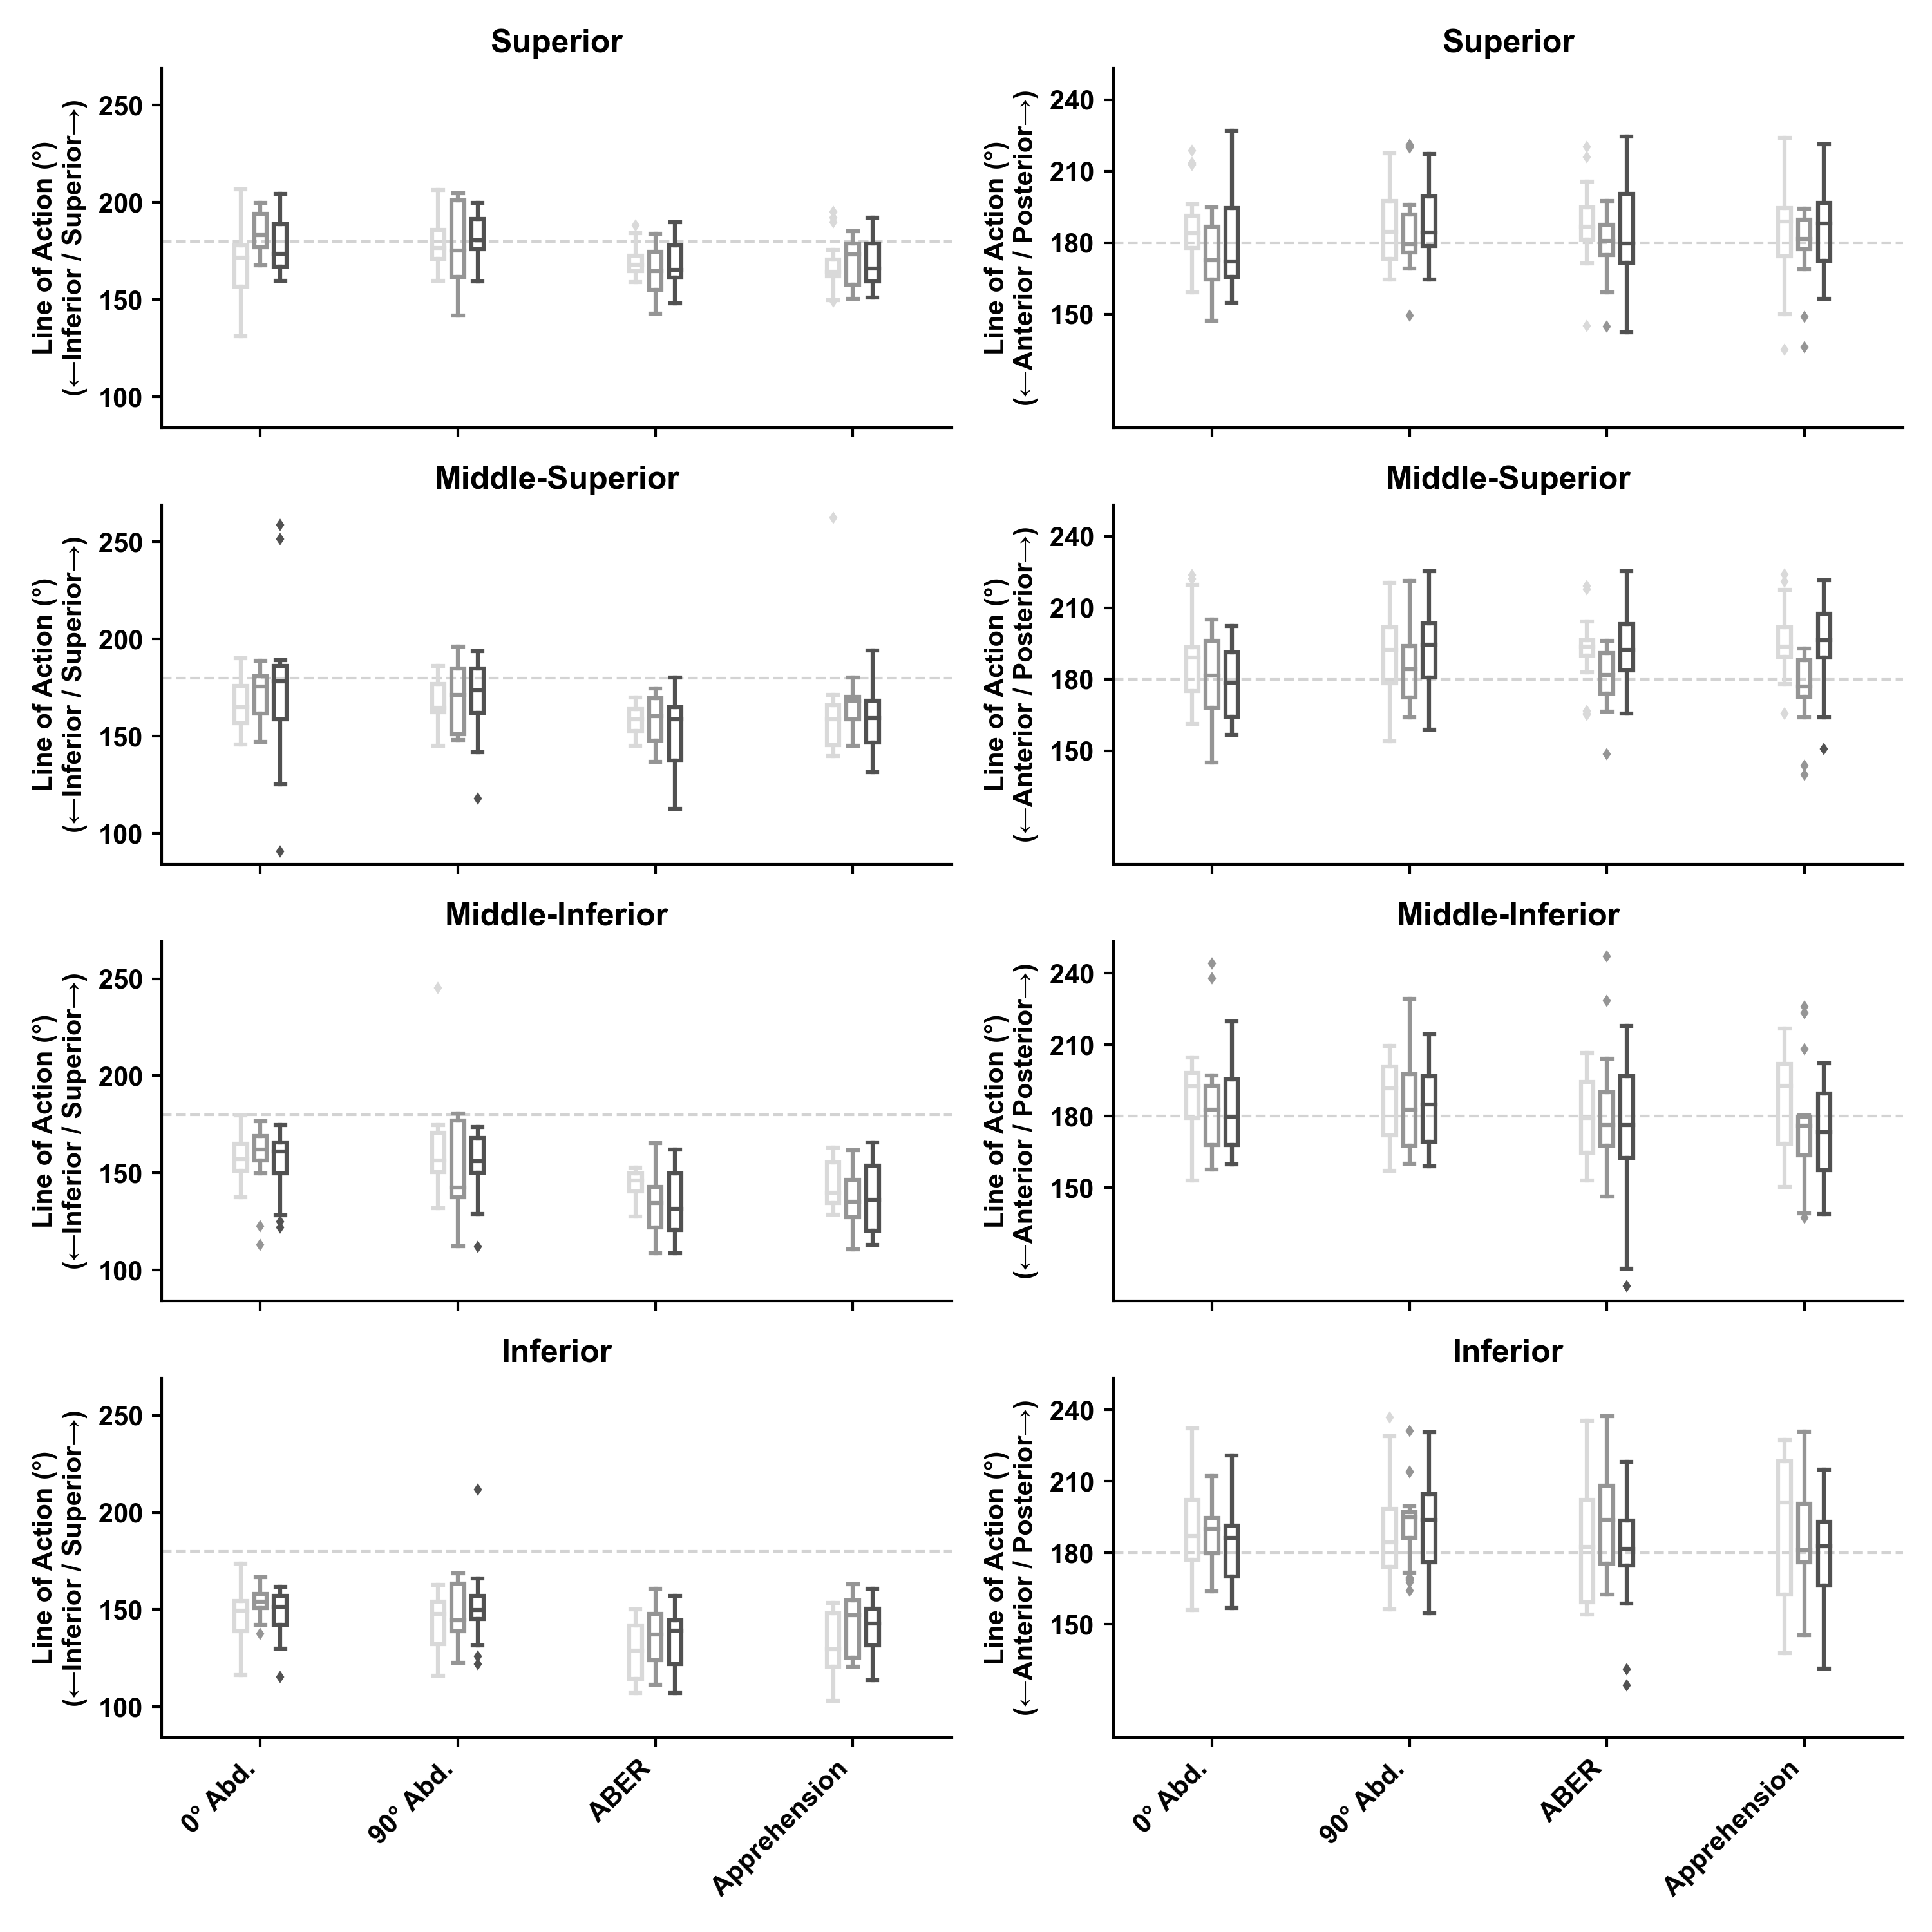 Superior
Line of Action (°)
(←Inferior / Superior→)
250
200
150
100
Superior
Line of Action (°)
(←Anterior / Posterior→)
240
210
180
150
Middle-Superior
Line of Action (°)
(←Inferior / Superior→)
250
200
150
100
Middle-Superior
Line of Action (°)
(←Anterior / Posterior→)
240
210
180
150
Middle-Inferior
Line of Action (°)
(←Inferior / Superior→)
250
200
150
100
Middle-Inferior
Line of Action (°)
(←Anterior / Posterior→)
240
210
180
150
Inferior
Line of Action (°)
(←Inferior / Superior→)
250
200
150
100
0° Abd.
90° Abd.
ABER
Apprehension
Inferior
Line of Action (°)
(←Anterior / Posterior→)
240
210
180
150
0° Abd.
90° Abd.
ABER
Apprehension